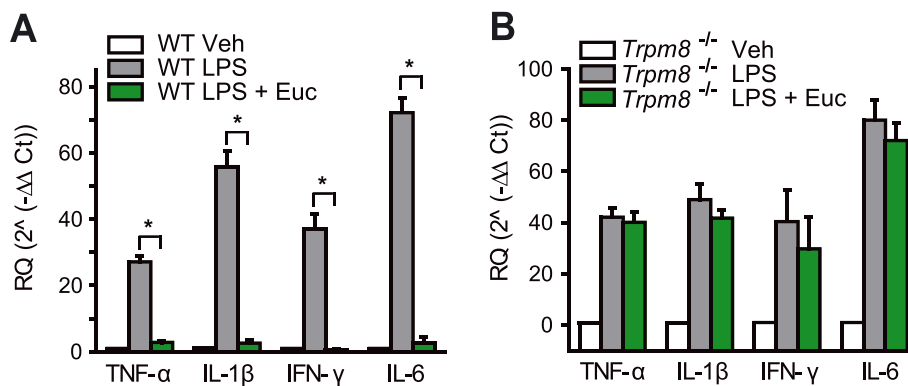 A
WT Veh
WT LPS
WT LPS + Euc
RQ (2^ (-ΔΔ Ct))
80
60
40
20
0
*
*
*
*
TNF-α IL-1β IFN- γ IL-6
B
Trpm8 -/- Veh
Trpm8 -/- LPS
Trpm8 -/- LPS + Euc
RQ (2^ (-ΔΔ Ct))
100
80
60
40
20
0
TNF-α IL-1β IFN- γ IL-6